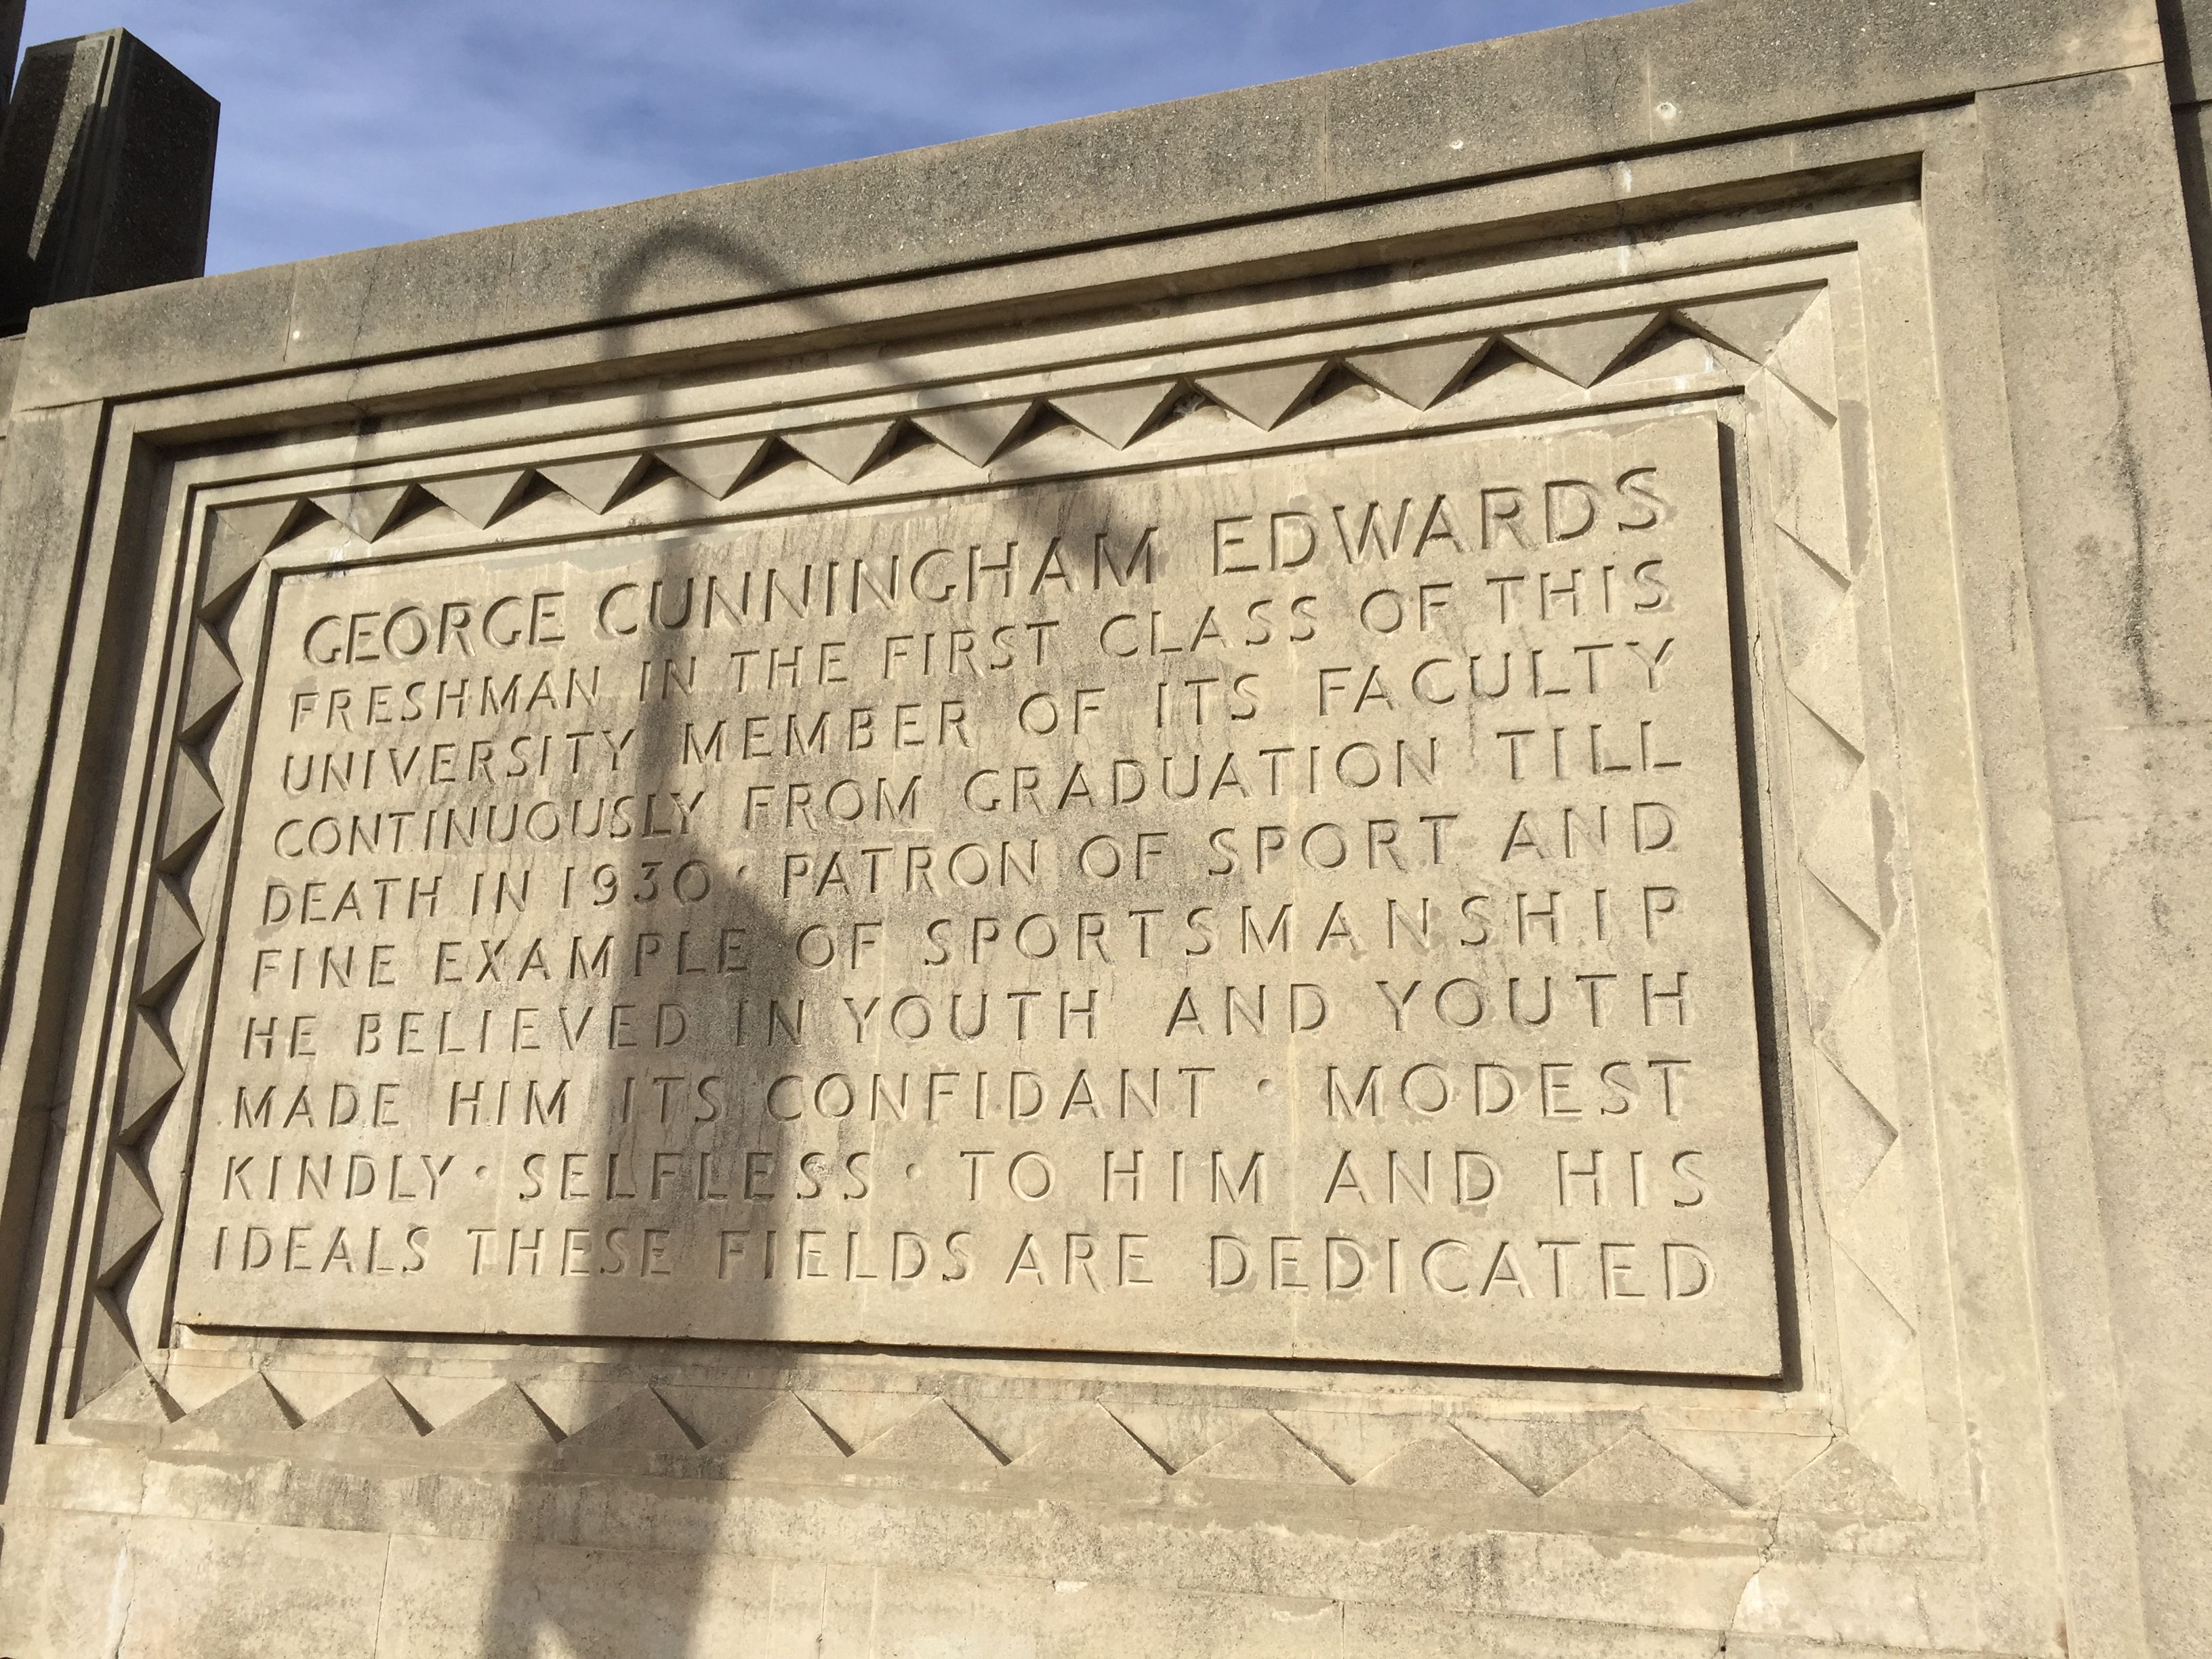 GEORGE CUNNINGHAM EDWARDS
FRESHMAN IN THE FIRST CLASS OF THIS
UNIVERSITY MEMBER OF ITS FACULTY
CONTINUOUSLY FROM GRADUATION TILL
DEATH IN 1930 · PATRON OF SPORT AND
FINE EXAMPLE OF SPORTSMANSHIP
HE BELIEVED IN YOUTH AND YOUTH
MADE HIM ITS CONFIDANT · MODEST
KINDLY · SELFLESS · TO HIM AND HIS
IDEALS THESE FIELDS ARE DEDICATED